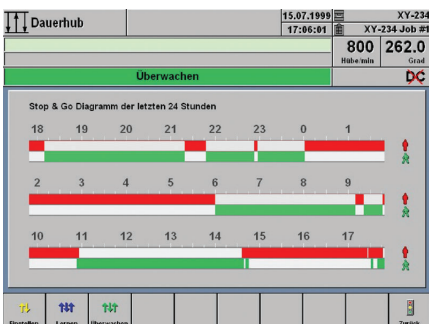 Dauerhub
15.07.1999
XY-234
17:06:01
XY-234 Job #1
800
262.0
Hübe/min
Grad
Überwachen
DC
Stop & Go Diagramm der letzten 24 Stunden
18 19 20 21 22 23 0 1
2 3 4 5 6 7 8 9
10 11 12 13 14 15 16 17
Einstellen Lernen Überwachen Zurück